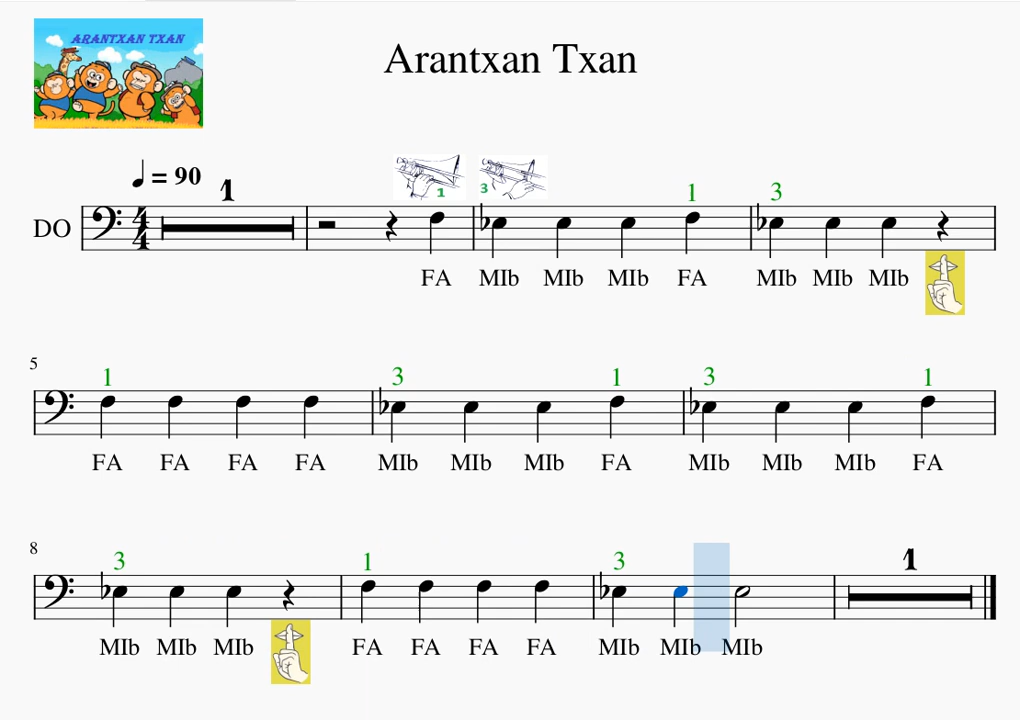 ARANTXAN TXAN
Arantxan Txan
= 90
1
1 3 1 3
DO
4
4
FA MIb MIb MIb FA MIb MIb MIb
5
1 3 1 3 1
FA FA FA FA MIb MIb MIb FA MIb MIb MIb FA
8
3 1 3 1
MIb MIb MIb FA FA FA FA MIb MIb MIb